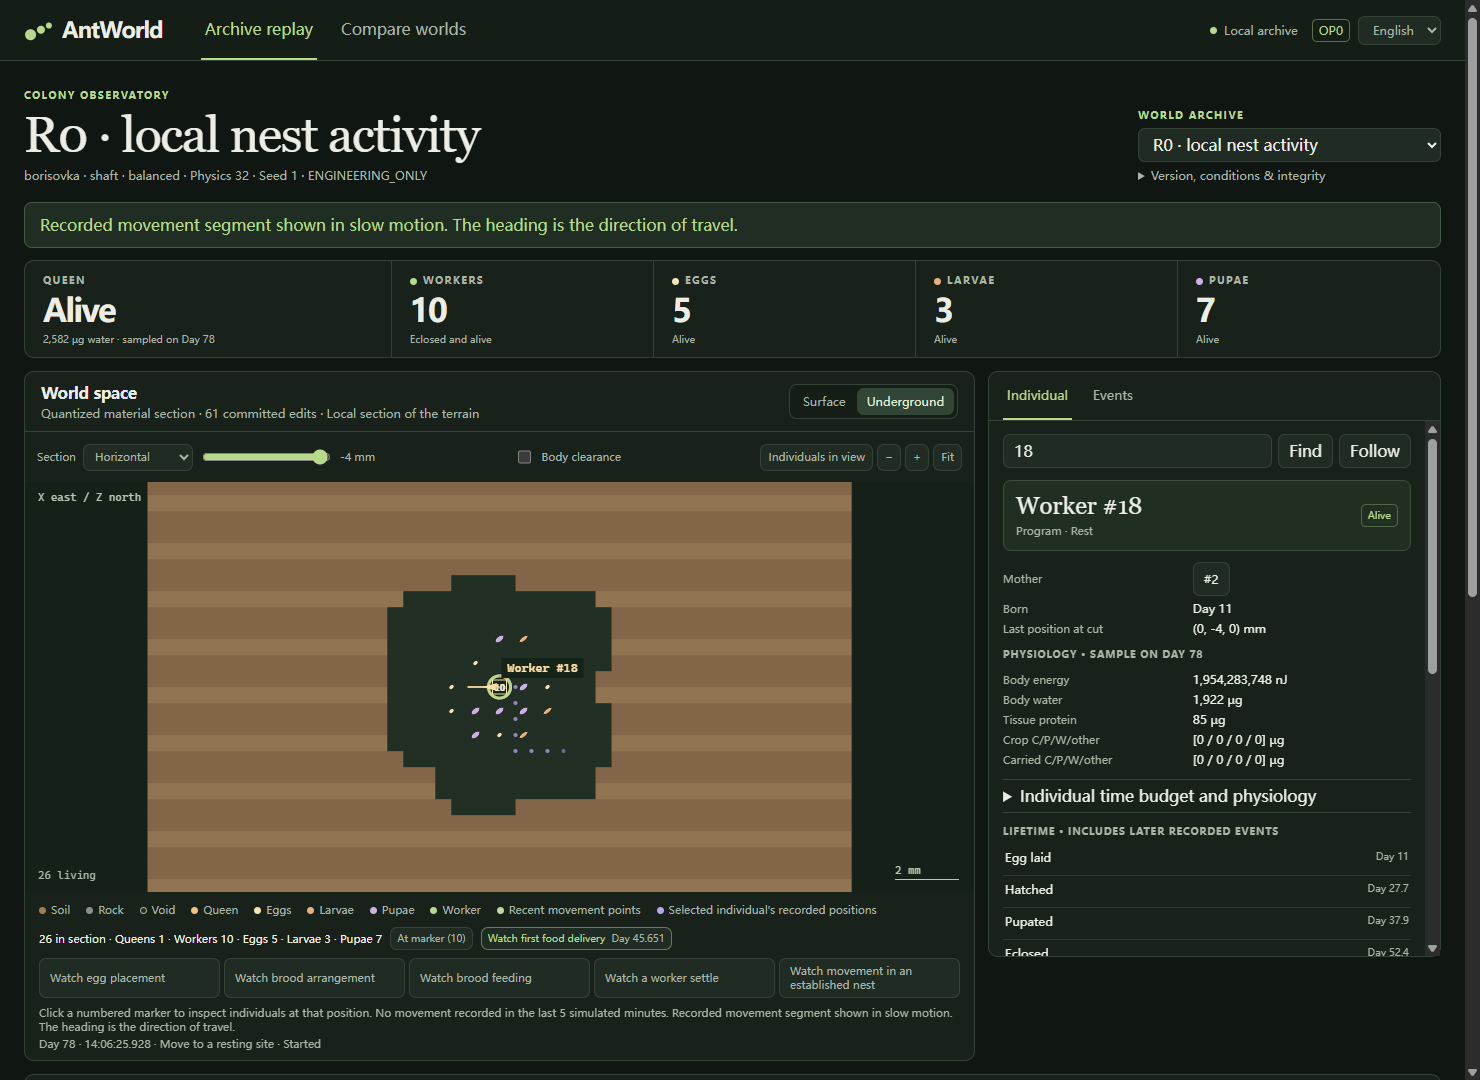 AntWorld
Archive replay
Compare worlds
Local archive
OP0
English
COLONY OBSERVATORY
R0 · local nest activity
borisovka · shaft · balanced · Physics 32 · Seed 1 · ENGINEERING_ONLY
WORLD ARCHIVE
R0 · local nest activity
Version, conditions & integrity
Recorded movement segment shown in slow motion. The heading is the direction of travel.
QUEEN
Alive
2,582 µg water · sampled on Day 78
WORKERS
10
Eclosed and alive
EGGS
5
Alive
LARVAE
3
Alive
PUPAE
7
Alive
World space
Quantized material section · 61 committed edits · Local section of the terrain
Surface
Underground
Section
Horizontal
-4 mm
Body clearance
Individuals in view
−
+
Fit
X east / Z north
Worker #18
10
26 living
2 mm
Soil
Rock
Void
Queen
Eggs
Larvae
Pupae
Worker
Recent movement points
Selected individual's recorded positions
26 in section · Queens 1 · Workers 10 · Eggs 5 · Larvae 3 · Pupae 7
At marker (10)
Watch first food delivery Day 45.651
Watch egg placement
Watch brood arrangement
Watch brood feeding
Watch a worker settle
Watch movement in an
established nest
Click a numbered marker to inspect individuals at that position. No movement recorded in the last 5 simulated minutes. Recorded movement segment shown in slow motion.
The heading is the direction of travel.
Day 78 · 14:06:25.928 · Move to a resting site · Started
Individual
Events
18
Find
Follow
Worker #18
Program · Rest
Alive
Mother
#2
Born
Day 11
Last position at cut
(0, -4, 0) mm
PHYSIOLOGY • SAMPLE ON DAY 78
Body energy
1,954,283,748 nJ
Body water
1,922 µg
Tissue protein
85 µg
Crop C/P/W/other
[0 / 0 / 0 / 0] µg
Carried C/P/W/other
[0 / 0 / 0 / 0] µg
Individual time budget and physiology
LIFETIME • INCLUDES LATER RECORDED EVENTS
Egg laid
Day 11
Hatched
Day 27.7
Pupated
Day 37.9
Eclosed
Day 52.4